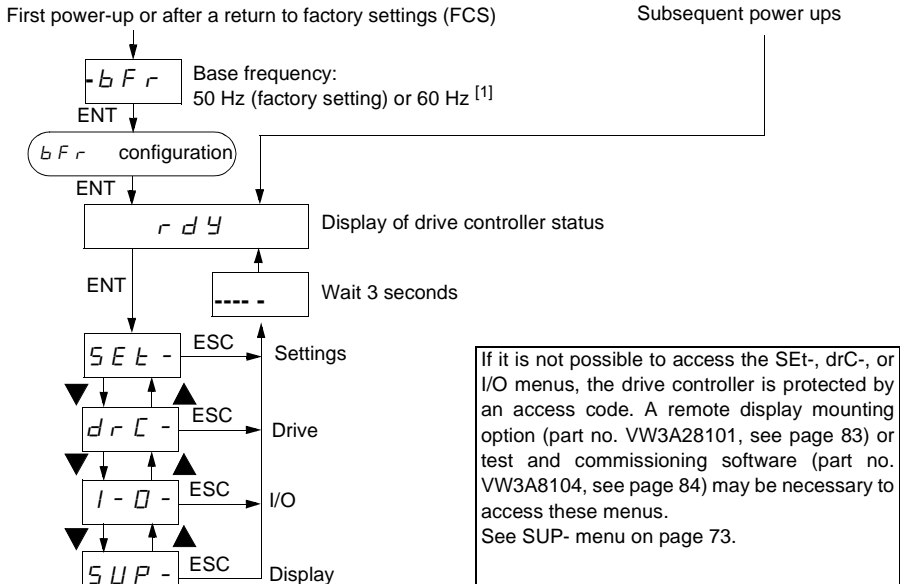 First power-up or after a return to factory settings (FCS)
Subsequent power ups
-bFr
Base frequency:
50 Hz (factory setting) or 60 Hz [1]
ENT
bFr configuration
ENT
rdY
Display of drive controller status
ENT
---- -
Wait 3 seconds
SEt -
ESC
Settings
▼ ▲
drC -
ESC
Drive
▼ ▲
I-O -
ESC
I/O
▼ ▲
SUP -
ESC
Display
If it is not possible to access the SEt-, drC-, or
I/O menus, the drive controller is protected by
an access code. A remote display mounting
option (part no. VW3A28101, see page 83) or
test and commissioning software (part no.
VW3A8104, see page 84) may be necessary to
access these menus.
See SUP- menu on page 73.